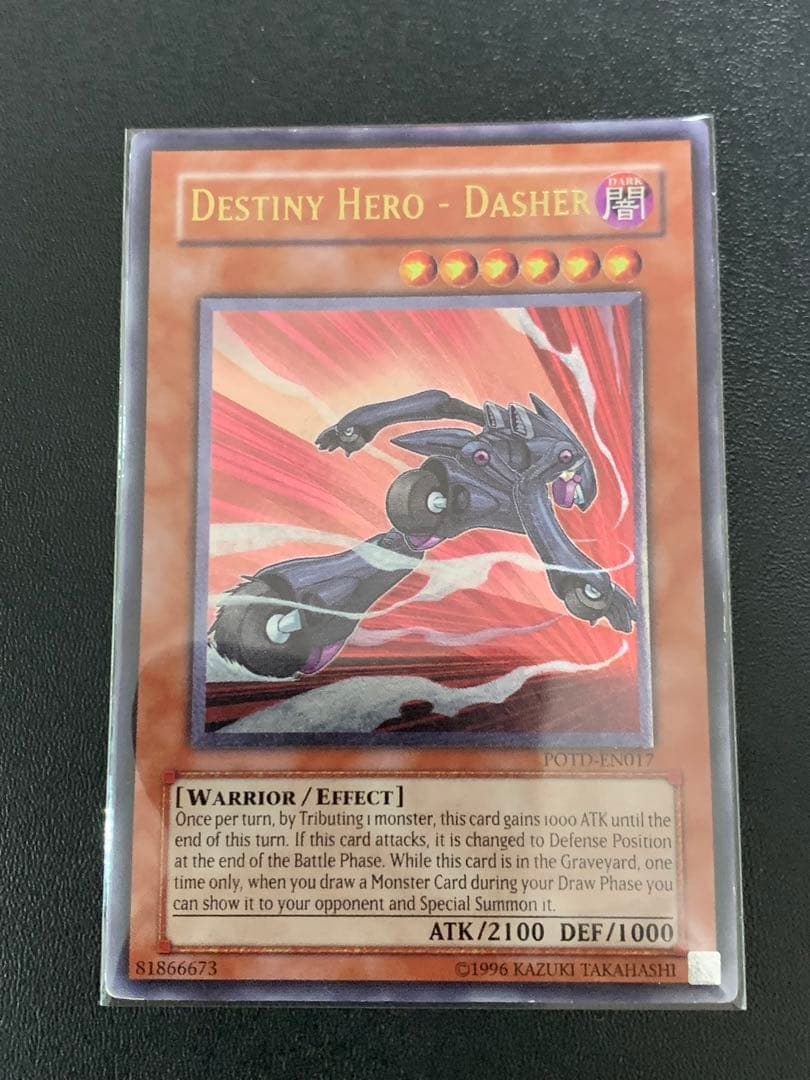 DESTINY HERO - DASHER
DARK
闇
POTD-EN017
[WARRIOR/EFFECT]
Once per turn, by Tributing 1 monster, this card gains 1000 ATK until the
end of this turn. If this card attacks, it is changed to Defense Position
at the end of the Battle Phase. While this card is in the Graveyard, one
time only, when you draw a Monster Card during your Draw Phase you
can show it to your opponent and Special Summon it.
ATK/2100 DEF/1000
81866673 ©1996 KAZUKI TAKAHASHI